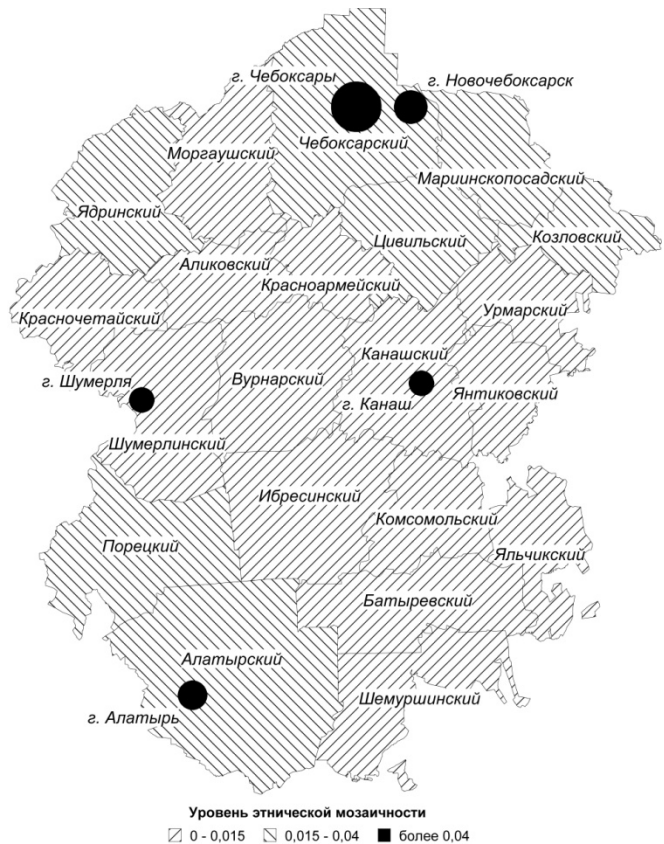 г. Чебоксары
г. Новочебоксарск
Чебоксарский
Моргаушский
Мариинскопосадский
Ядринский
Цивильский
Козловский
Аликовский
Красноармейский
Красночетайский
Урмарский
Канашский
г. Шумерля
Вурнарский
г. Канаш
Янтиковский
Шумерлинский
Ибресинский
Комсомольский
Порецкий
Яльчикский
Батыревский
Алатырский
Шемуршинский
г. Алатырь
Уровень этнической мозаичности
0 - 0,015 0,015 - 0,04 более 0,04